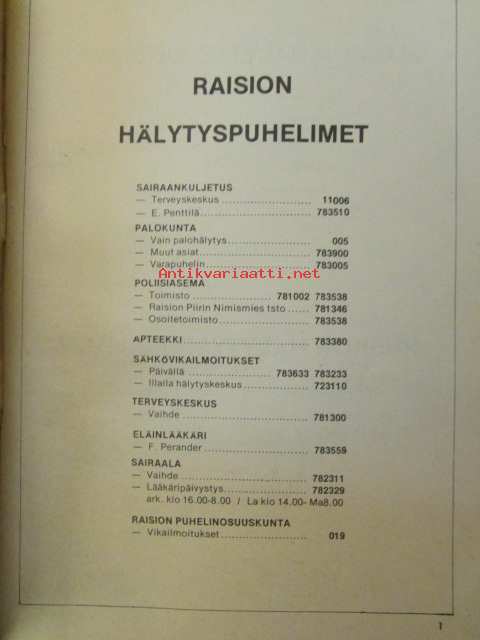 RAISION
HÄLYTYSPUHELIMET
SAIRAANKULJETUS
— Terveyskeskus ......................... 11006
— E. Penttilä............................ 783510
PALOKUNTA
— Vain palohälytys....................... 005
— Muut asiat............................. 783900
— Varapuhelin............................ 783005
Antikvariaatti.net
POLIISIASEMA
— Toimisto .................. 781002 783538
— Raision Piirin Nimismies tsto ...... 781346
— Osoitetoimisto......................... 783538
APTEEKKI................................. 783380
SÄHKÖVIKAILMOITUKSET
— Päivällä .................. 783633 783233
— Illalla hälytyskeskus.................. 723110
TERVEYSKESKUS
— Vaihde ................................ 781300
ELÄINLÄÄKÄRI
— F. Perander ........................... 783559
SAIRAALA
— Vaihde ................................ 782311
— Lääkäripäivystys....................... 782329
ark. klo 16.00-8.00 / La klo 14.00- Ma8.00
RAISION PUHELINOSUUSKUNTA
— Vikailmoitukset........................ 019
1